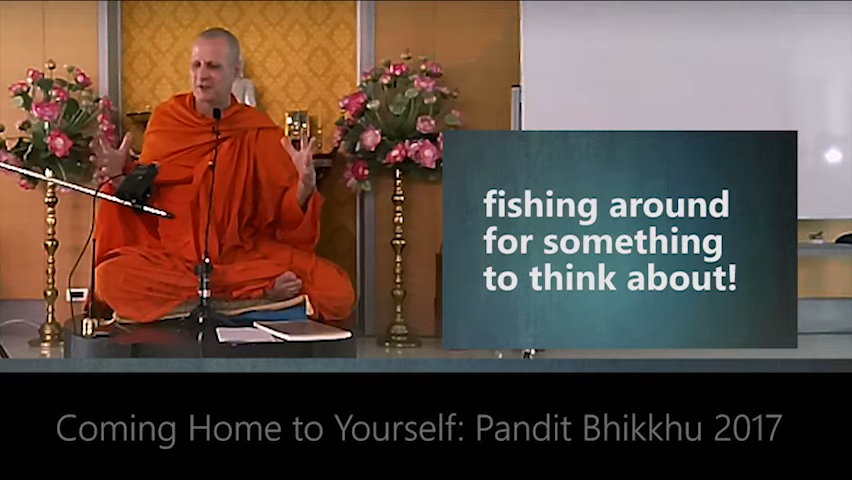 fishing around
for something
to think about!
Coming Home to Yourself: Pandit Bhikkhu 2017